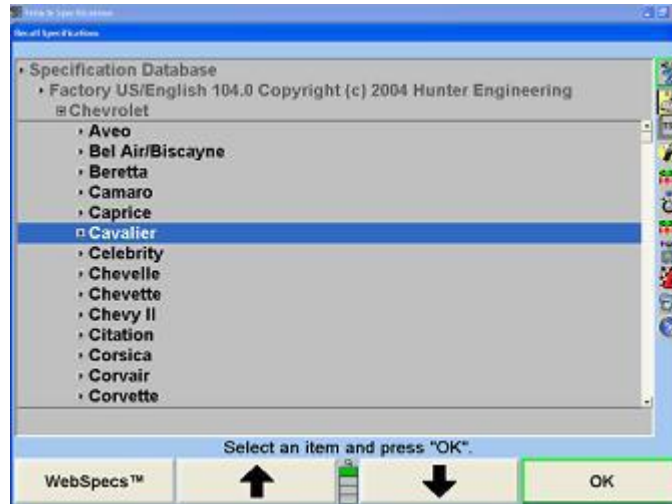 Vehicle Specifications
Recall Specifications
Specification Database
Factory US/English 104.0 Copyright (c) 2004 Hunter Engineering
Chevrolet
Aveo
Bel Air/Biscayne
Beretta
Camaro
Caprice
Cavalier
Celebrity
Chevelle
Chevette
Chevy II
Citation
Corsica
Corvair
Corvette
Select an item and press "OK".
WebSpecs™
OK